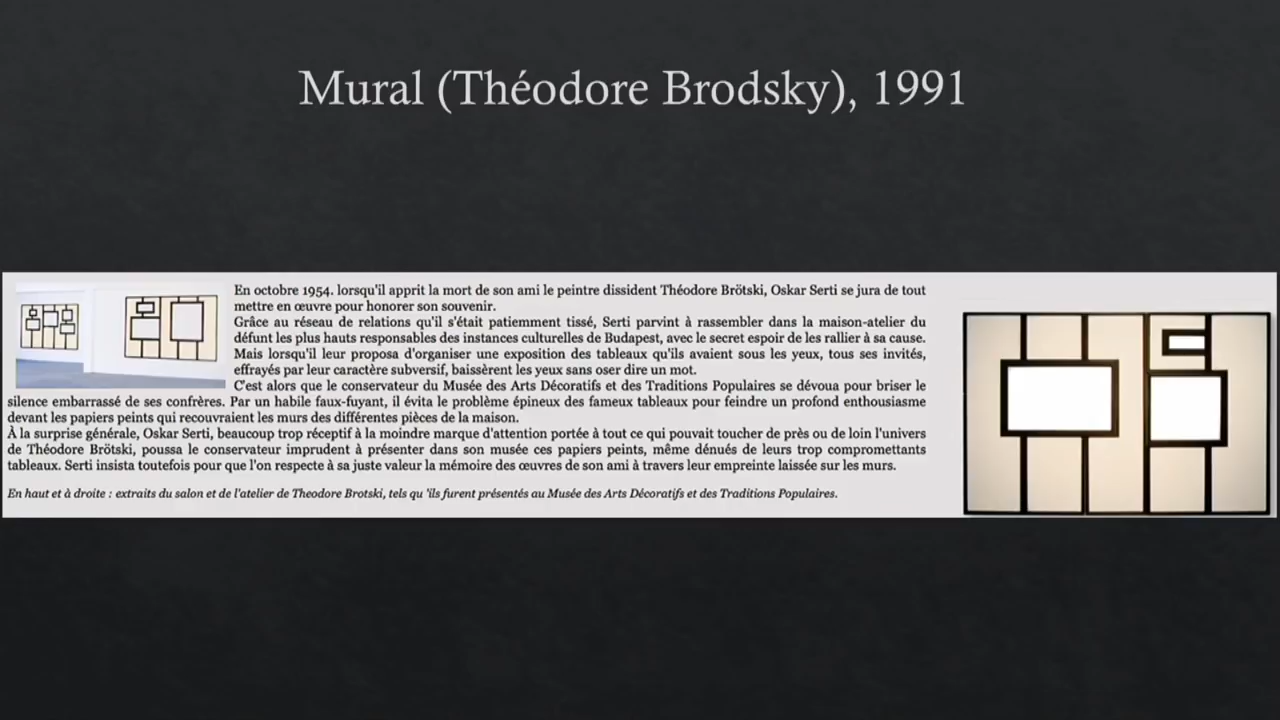 Mural (Théodore Brodsky), 1991
En octobre 1954. lorsqu'il apprit la mort de son ami le peintre dissident Théodore Brötski, Oskar Serti se jura de tout
mettre en œuvre pour honorer son souvenir.
Grâce au réseau de relations qu'il s'était patiemment tissé, Serti parvint à rassembler dans la maison-atelier du
défunt les plus hauts responsables des instances culturelles de Budapest, avec le secret espoir de les rallier à sa cause.
Mais lorsqu'il leur proposa d'organiser une exposition des tableaux qu'ils avaient sous les yeux, tous ses invités,
effrayés par leur caractère subversif, baissèrent les yeux sans oser dire un mot.
C'est alors que le conservateur du Musée des Arts Décoratifs et des Traditions Populaires se dévoua pour briser le
silence embarrassé de ses confrères. Par un habile faux-fuyant, il évita le problème épineux des fameux tableaux pour feindre un profond enthousiasme
devant les papiers peints qui recouvraient les murs des différentes pièces de la maison.
À la surprise générale, Oskar Serti, beaucoup trop réceptif à la moindre marque d'attention portée à tout ce qui pouvait toucher de près ou de loin l'univers
de Théodore Brötski, poussa le conservateur imprudent à présenter dans son musée ces papiers peints, même dénués de leurs trop compromettants
tableaux. Serti insista toutefois pour que l'on respecte à sa juste valeur la mémoire des œuvres de son ami à travers leur empreinte laissée sur les murs.
En haut et à droite : extraits du salon et de l'atelier de Theodore Brotski, tels qu 'ils furent présentés au Musée des Arts Décoratifs et des Traditions Populaires.